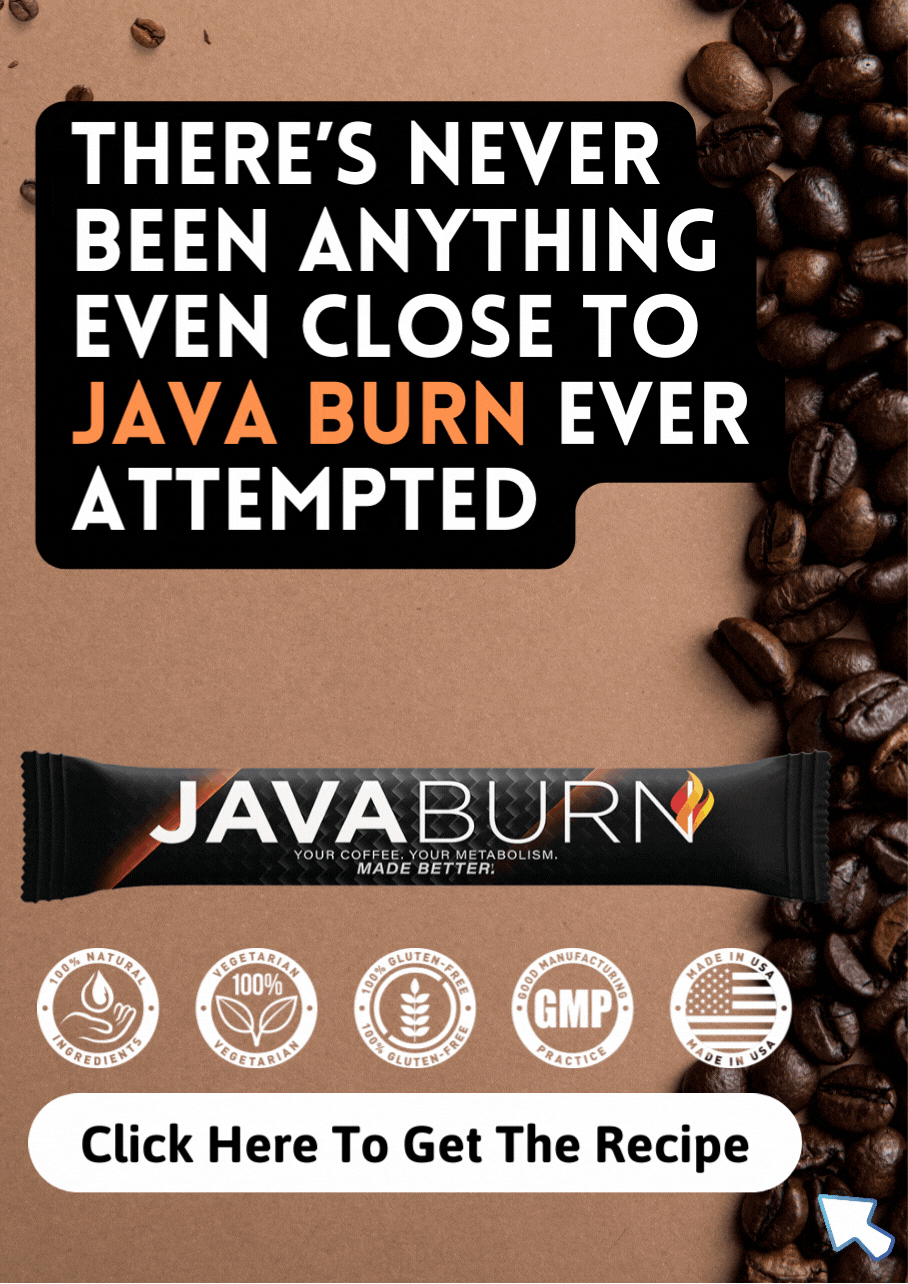 THERE'S NEVER
BEEN ANYTHING
EVEN CLOSE TO
JAVA BURN EVER
ATTEMPTED
JAVABURN
YOUR COFFEE. YOUR METABOLISM.
MADE BETTER!
100% NATURAL
INGREDIENTS
VEGETARIAN
100%
VEGETARIAN
100% GLUTEN-FREE
100% GLUTEN-FREE
GOOD MANUFACTURING
GMP
PRACTICE
MADE IN USA
MADE IN USA
Click Here To Get The Recipe